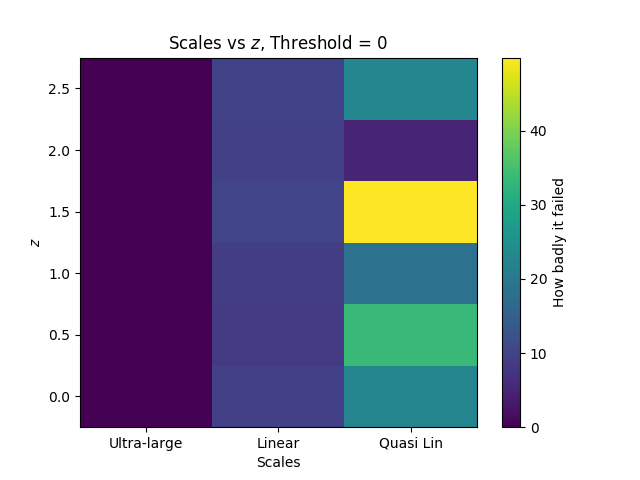 Scales vs z, Threshold = 0
2.5
2.0
1.5
1.0
0.5
0.0
z
Ultra-large Linear Quasi Lin
Scales
40
30
20
10
0
How badly it failed